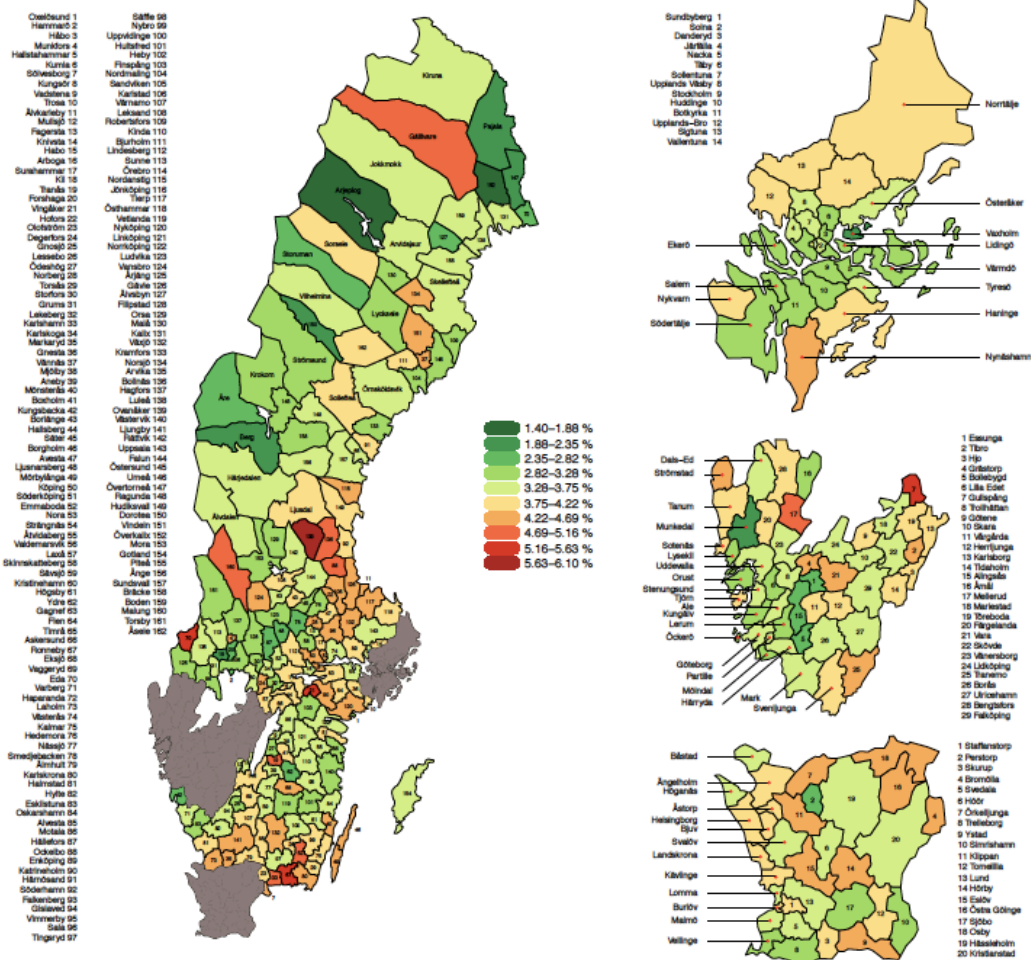 Oxelösund 1
Hammarö 2
Håbo 3
Munkfors 4
Hallstahammar 5
Kumla 6
Sölvesborg 7
Kungsör 8
Vadstena 9
Trosa 10
Älvkarleby 11
Mullsjö 12
Fagersta 13
Knivsta 14
Habo 15
Arboga 16
Surahammar 17
Kil 18
Tranås 19
Forshaga 20
Vingåker 21
Hofors 22
Olofström 23
Degerfors 24
Gnosjö 25
Lessebo 26
Ödeshög 27
Norberg 28
Torsås 29
Storfors 30
Grums 31
Lekeberg 32
Karlshamn 33
Karlskoga 34
Markaryd 35
Gnesta 36
Vännäs 37
Mjölby 38
Aneby 39
Mönsterås 40
Boxholm 41
Kungsbacka 42
Borlänge 43
Hallsberg 44
Säter 45
Borgholm 46
Avesta 47
Ljusnarsberg 48
Mörbylånga 49
Köping 50
Söderköping 51
Emmaboda 52
Nora 53
Strängnäs 54
Åtvidaberg 55
Valdemarsvik 56
Laxå 57
Skinnskatteberg 58
Sävsjö 59
Kristinehamn 60
Högsby 61
Ydre 62
Gagnef 63
Flen 64
Timrå 65
Askersund 66
Ronneby 67
Eksjö 68
Vaggeryd 69
Eda 70
Varberg 71
Haparanda 72
Laholm 73
Västerås 74
Kalmar 75
Hedemora 76
Nässjö 77
Smedjebacken 78
Älmhult 79
Karlskrona 80
Halmstad 81
Hylte 82
Eskilstuna 83
Oskarshamn 84
Alvesta 85
Motala 86
Hällefors 87
Ockelbo 88
Enköping 89
Katrineholm 90
Härnösand 91
Söderhamn 92
Falkenberg 93
Gislaved 94
Vimmerby 95
Sala 96
Tingsryd 97
Säffle 98
Nybro 99
Uppvidinge 100
Hultsfred 101
Heby 102
Finspång 103
Nordmaling 104
Sandviken 105
Karlstad 106
Värnamo 107
Leksand 108
Robertsfors 109
Kinda 110
Bjurholm 111
Lindesberg 112
Sunne 113
Örebro 114
Nordanstig 115
Jönköping 116
Tierp 117
Östhammar 118
Vetlanda 119
Nyköping 120
Linköping 121
Norrköping 122
Ludvika 123
Vansbro 124
Årjäng 125
Gävle 126
Älvsbyn 127
Filipstad 128
Orsa 129
Malå 130
Kalix 131
Växjö 132
Kramfors 133
Norsjö 134
Arvika 135
Bollnäs 136
Hagfors 137
Luleå 138
Ovanåker 139
Västervik 140
Ljungby 141
Rättvik 142
Uppsala 143
Falun 144
Östersund 145
Umeå 146
Övertorneå 147
Ragunda 148
Hudiksvall 149
Dorotea 150
Vindeln 151
Överkalix 152
Mora 153
Gotland 154
Piteå 155
Ånge 156
Sundsvall 157
Bräcke 158
Boden 159
Malung 160
Torsby 161
Åsele 162
Kiruna
Gällivare
Pajala
Jokkmokk
Arjeplog
Arvidsjaur
Sorsele
Storuman
Skellefteå
Vilhelmina
Lycksele
Strömsund
Krokom
Åre
Berg
Sollefteå
Örnsköldsvik
Härjedalen
Ljusdal
Älvdalen
1.40–1.88 %
1.88–2.35 %
2.35–2.82 %
2.82–3.28 %
3.28–3.75 %
3.75–4.22 %
4.22–4.69 %
4.69–5.16 %
5.16–5.63 %
5.63–6.10 %
Sundbyberg 1
Solna 2
Danderyd 3
Järfälla 4
Nacka 5
Täby 6
Sollentuna 7
Upplands Väsby 8
Stockholm 9
Huddinge 10
Botkyrka 11
Upplands-Bro 12
Sigtuna 13
Vallentuna 14
Norrtälje
Österåker
Vaxholm
Lidingö
Värmdö
Tyresö
Haninge
Nynäshamn
Ekerö
Salem
Nykvarn
Södertälje
Dals-Ed
Strömstad
Tanum
Munkedal
Sotenäs
Lysekil
Uddevalla
Orust
Stenungsund
Tjörn
Ale
Kungälv
Lerum
Öckerö
Göteborg
Partille
Mölndal
Härryda
Mark
Svenljunga
1 Essunga
2 Tibro
3 Hjo
4 Grästorp
5 Bollebygd
6 Lilla Edet
7 Gullspång
8 Trollhättan
9 Götene
10 Skara
11 Vårgårda
12 Herrljunga
13 Karlsborg
14 Tidaholm
15 Alingsås
16 Åmål
17 Mellerud
18 Mariestad
19 Töreboda
20 Färgelanda
21 Vara
22 Skövde
23 Vänersborg
24 Lidköping
25 Tranemo
26 Borås
27 Ulricehamn
28 Bengtsfors
29 Falköping
Båstad
Ängelholm
Höganäs
Åstorp
Helsingborg
Bjuv
Svalöv
Landskrona
Kävlinge
Lomma
Burlöv
Malmö
Vellinge
1 Staffanstorp
2 Perstorp
3 Skurup
4 Bromölla
5 Svedala
6 Höör
7 Örkelljunga
8 Trelleborg
9 Ystad
10 Simrishamn
11 Klippan
12 Tomelilla
13 Lund
14 Hörby
15 Eslöv
16 Östra Göinge
17 Sjöbo
18 Osby
19 Hässleholm
20 Kristianstad